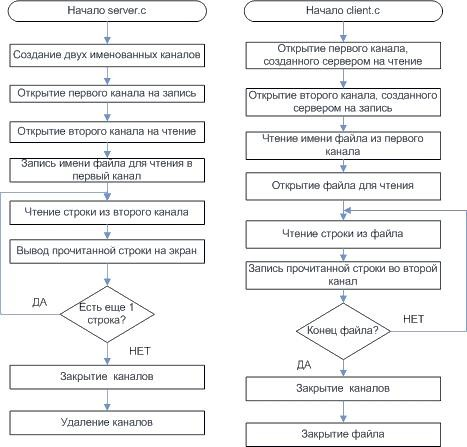 Начало server.c
Создание двух именованных каналов
Открытие первого канала на запись
Открытие второго канала на чтение
Запись имени файла для чтения в
первый канал
Чтение строки из второго канала
Вывод прочитанной строки на экран
ДА
Есть еще 1
строка?
НЕТ
Закрытие каналов
Удаление каналов
Начало client.c
Открытие первого канала,
созданного сервером на чтение
Открытие второго канала, созданного
сервером на запись
Чтение имени файла из первого
канала
Открытие файла для чтения
Чтение строки из файла
Запись прочитанной строки во второй
канал
Конец файла?
НЕТ
ДА
Закрытие каналов
Закрытие файла